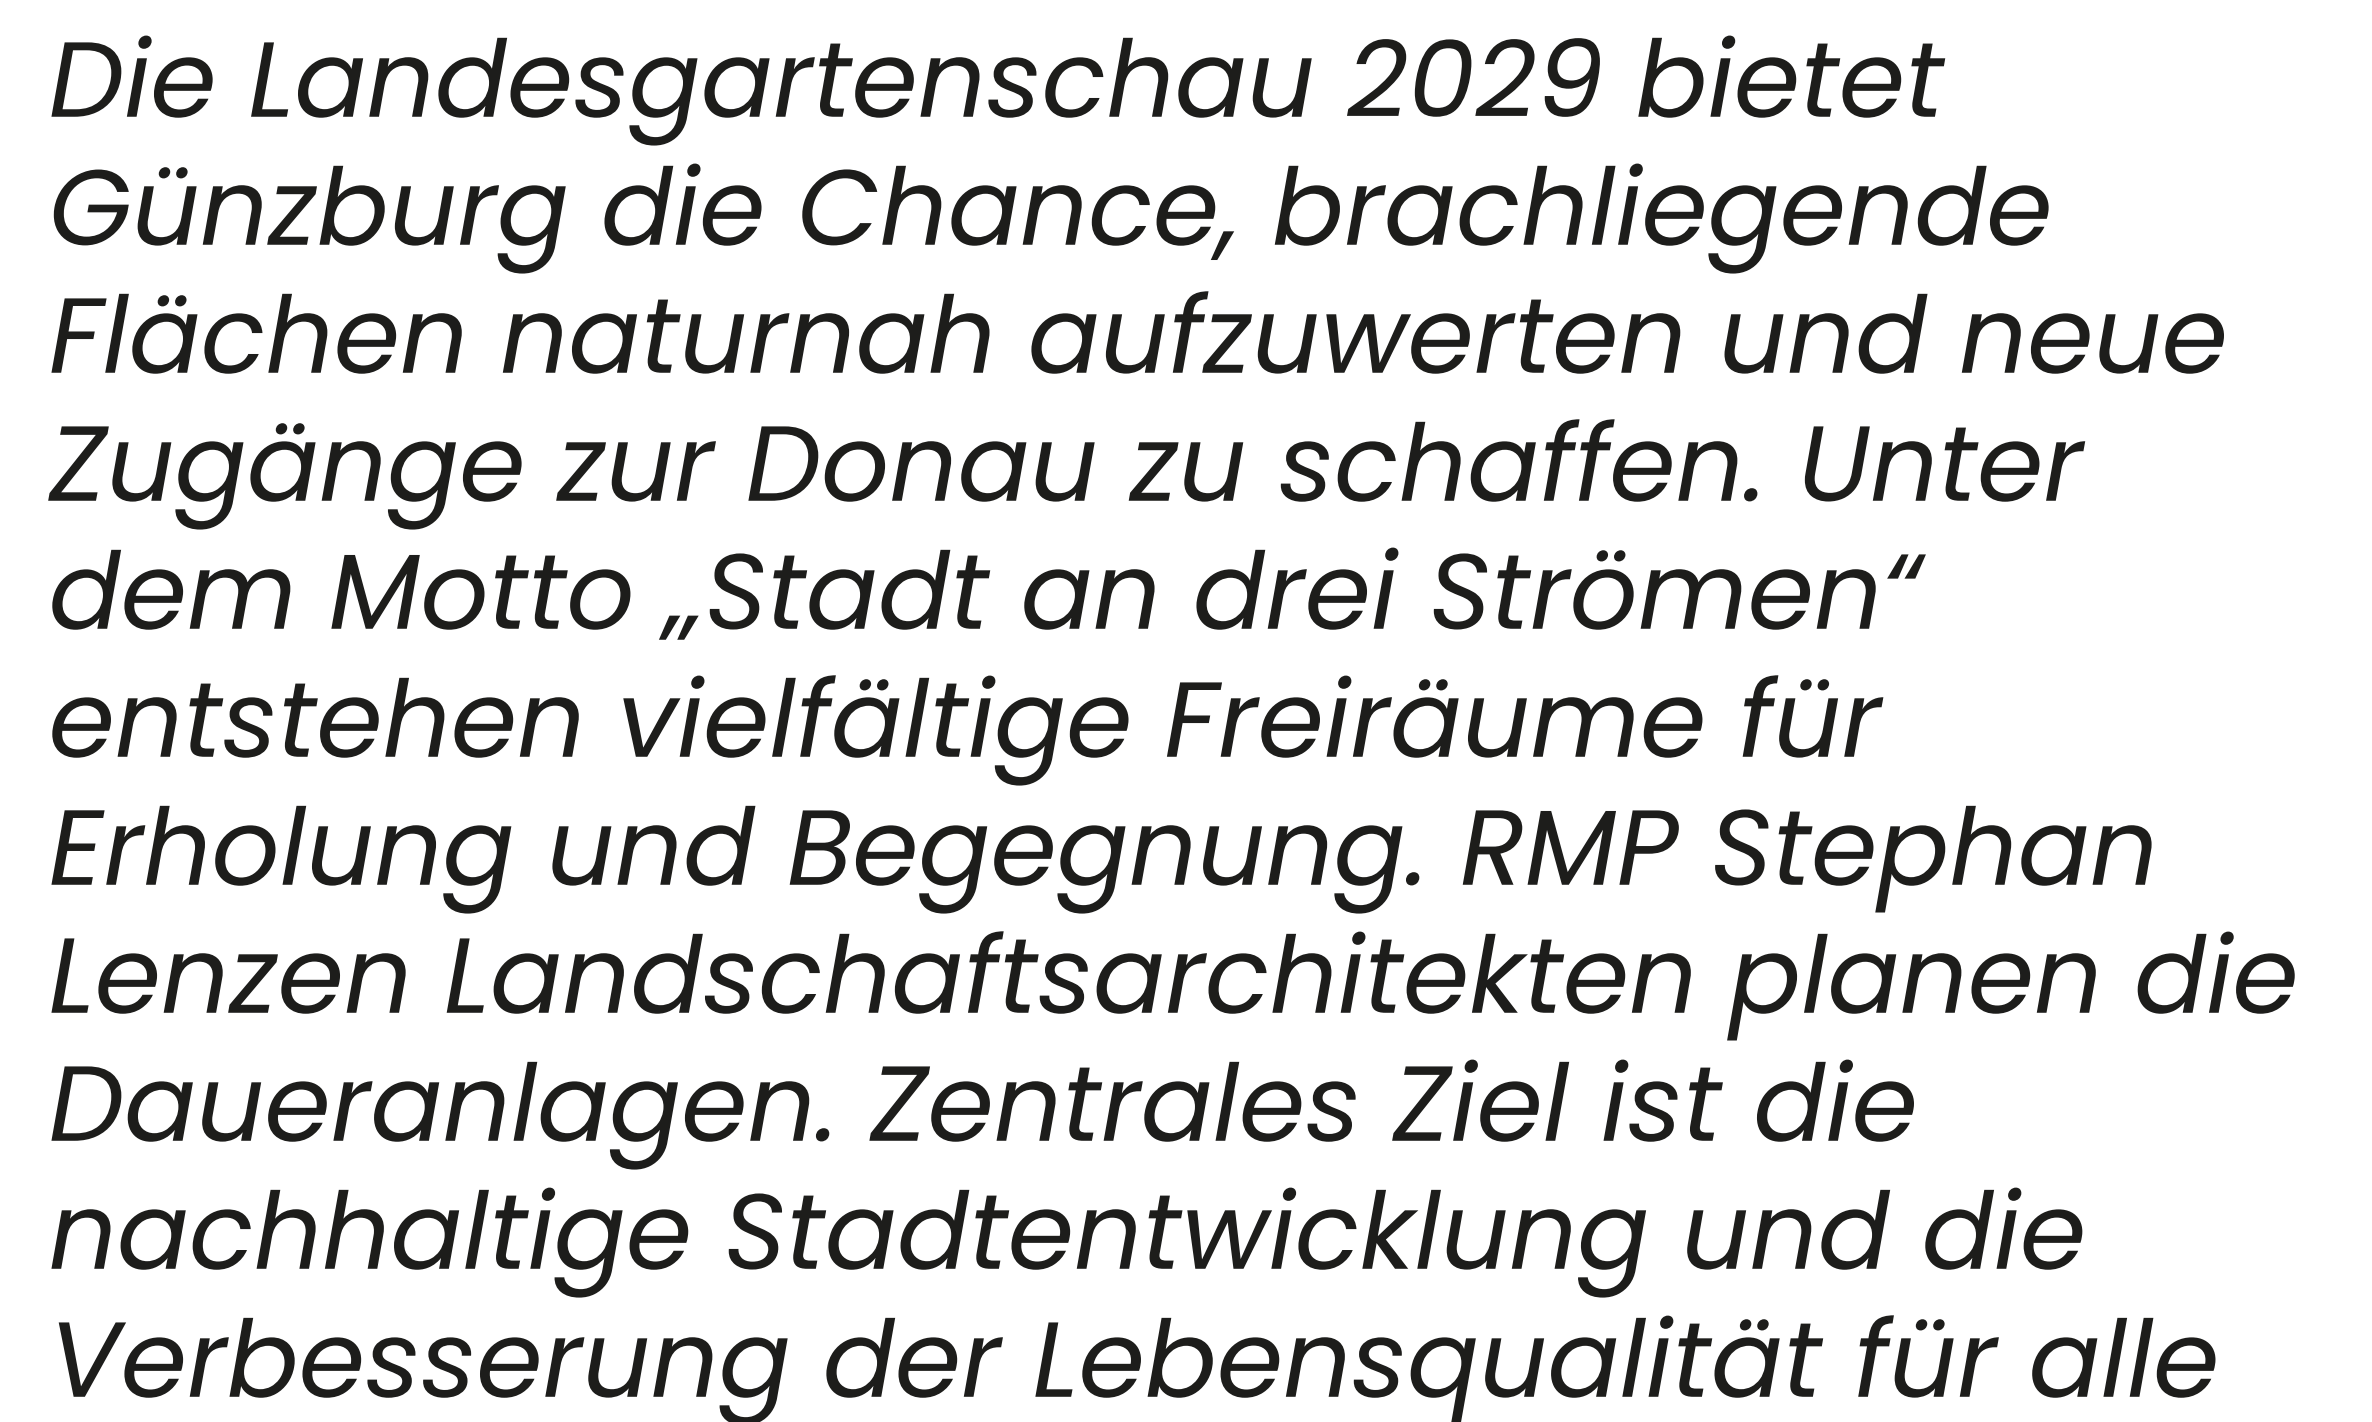 Die Landesgartenschau 2029 bietet
Günzburg die Chance, brachliegende
Flächen naturnah aufzuwerten und neue
Zugänge zur Donau zu schaffen. Unter
dem Motto „Stadt an drei Strömen“
entstehen vielfältige Freiräume für
Erholung und Begegnung. RMP Stephan
Lenzen Landschaftsarchitekten planen die
Daueranlagen. Zentrales Ziel ist die
nachhaltige Stadtentwicklung und die
Verbesserung der Lebensqualität für alle